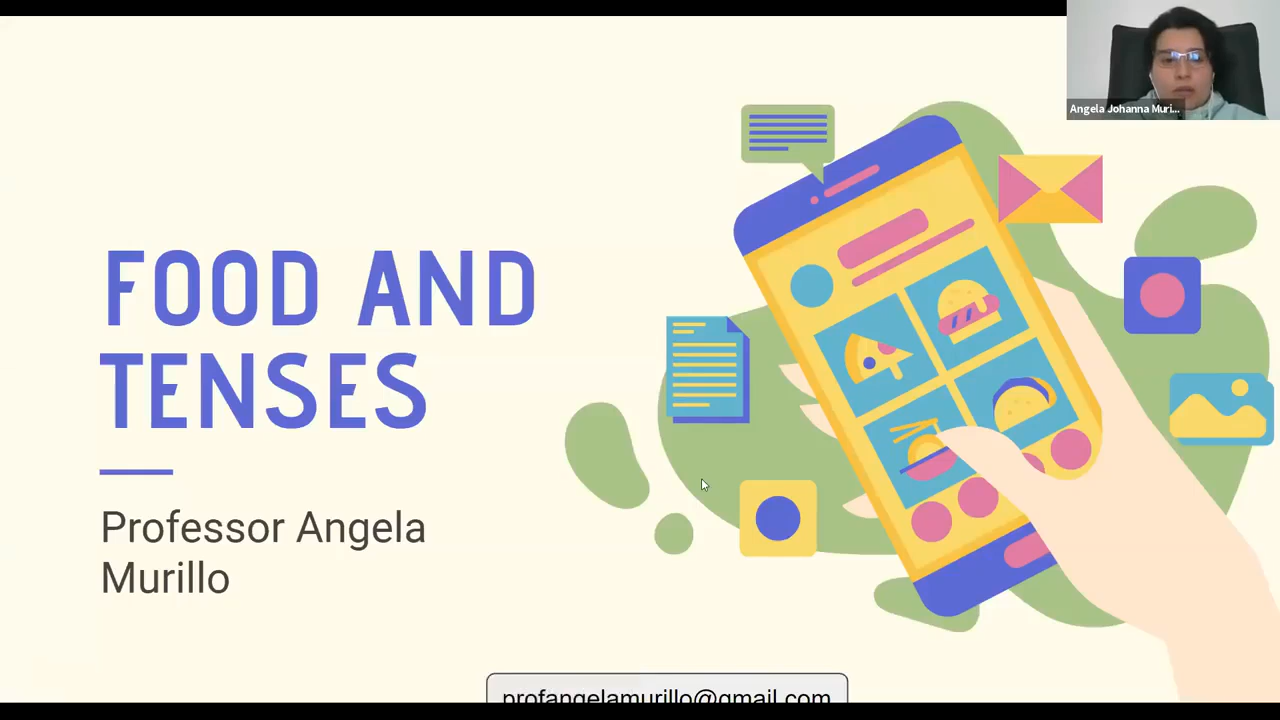 Angela Johanna Muri...
FOOD AND
TENSES
Professor Angela
Murillo
profangelamurillo@gmail.com